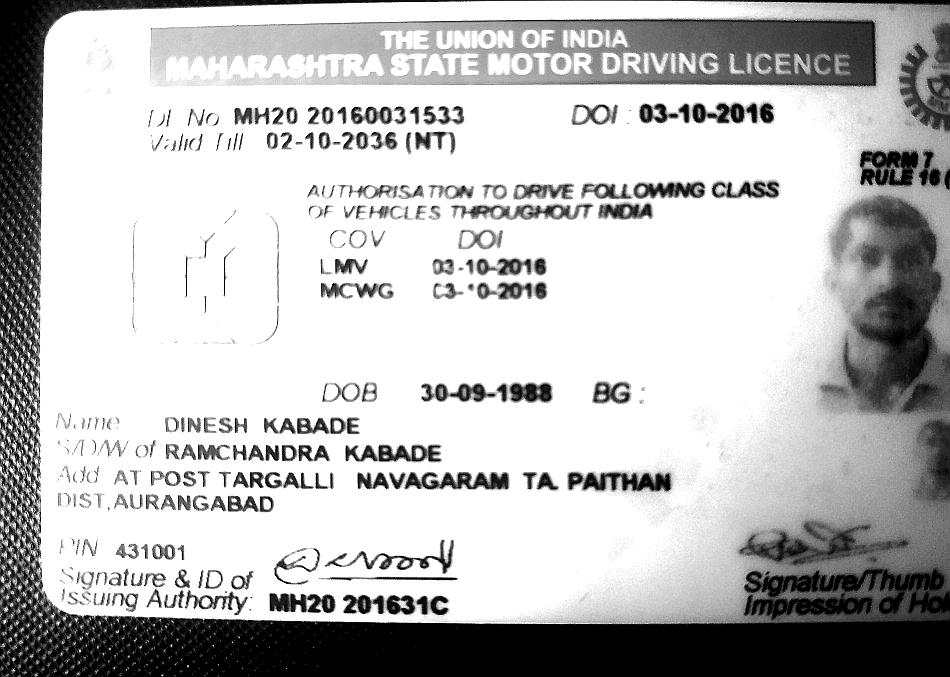 THE UNION OF INDIA
MAHARASHTRA STATE MOTOR DRIVING LICENCE
Dl No MH20 20160031533 DOI : 03-10-2016
Valid Till 02-10-2036 (NT)
FORM 7
RULE 16 (
AUTHORISATION TO DRIVE FOLLOWING CLASS
OF VEHICLES THROUGHOUT INDIA
COV DOI
LMV 03-10-2016
MCWG 03-10-2016
DOB 30-09-1988 BG :
Name DINESH KABADE
S/D/W of RAMCHANDRA KABADE
Add AT POST TARGALLI NAVAGARAM TA. PAITHAN
DIST,AURANGABAD
PIN 431001
Signature & ID of
Issuing Authority: MH20 201631C
Signature/Thumb
Impression of Ho